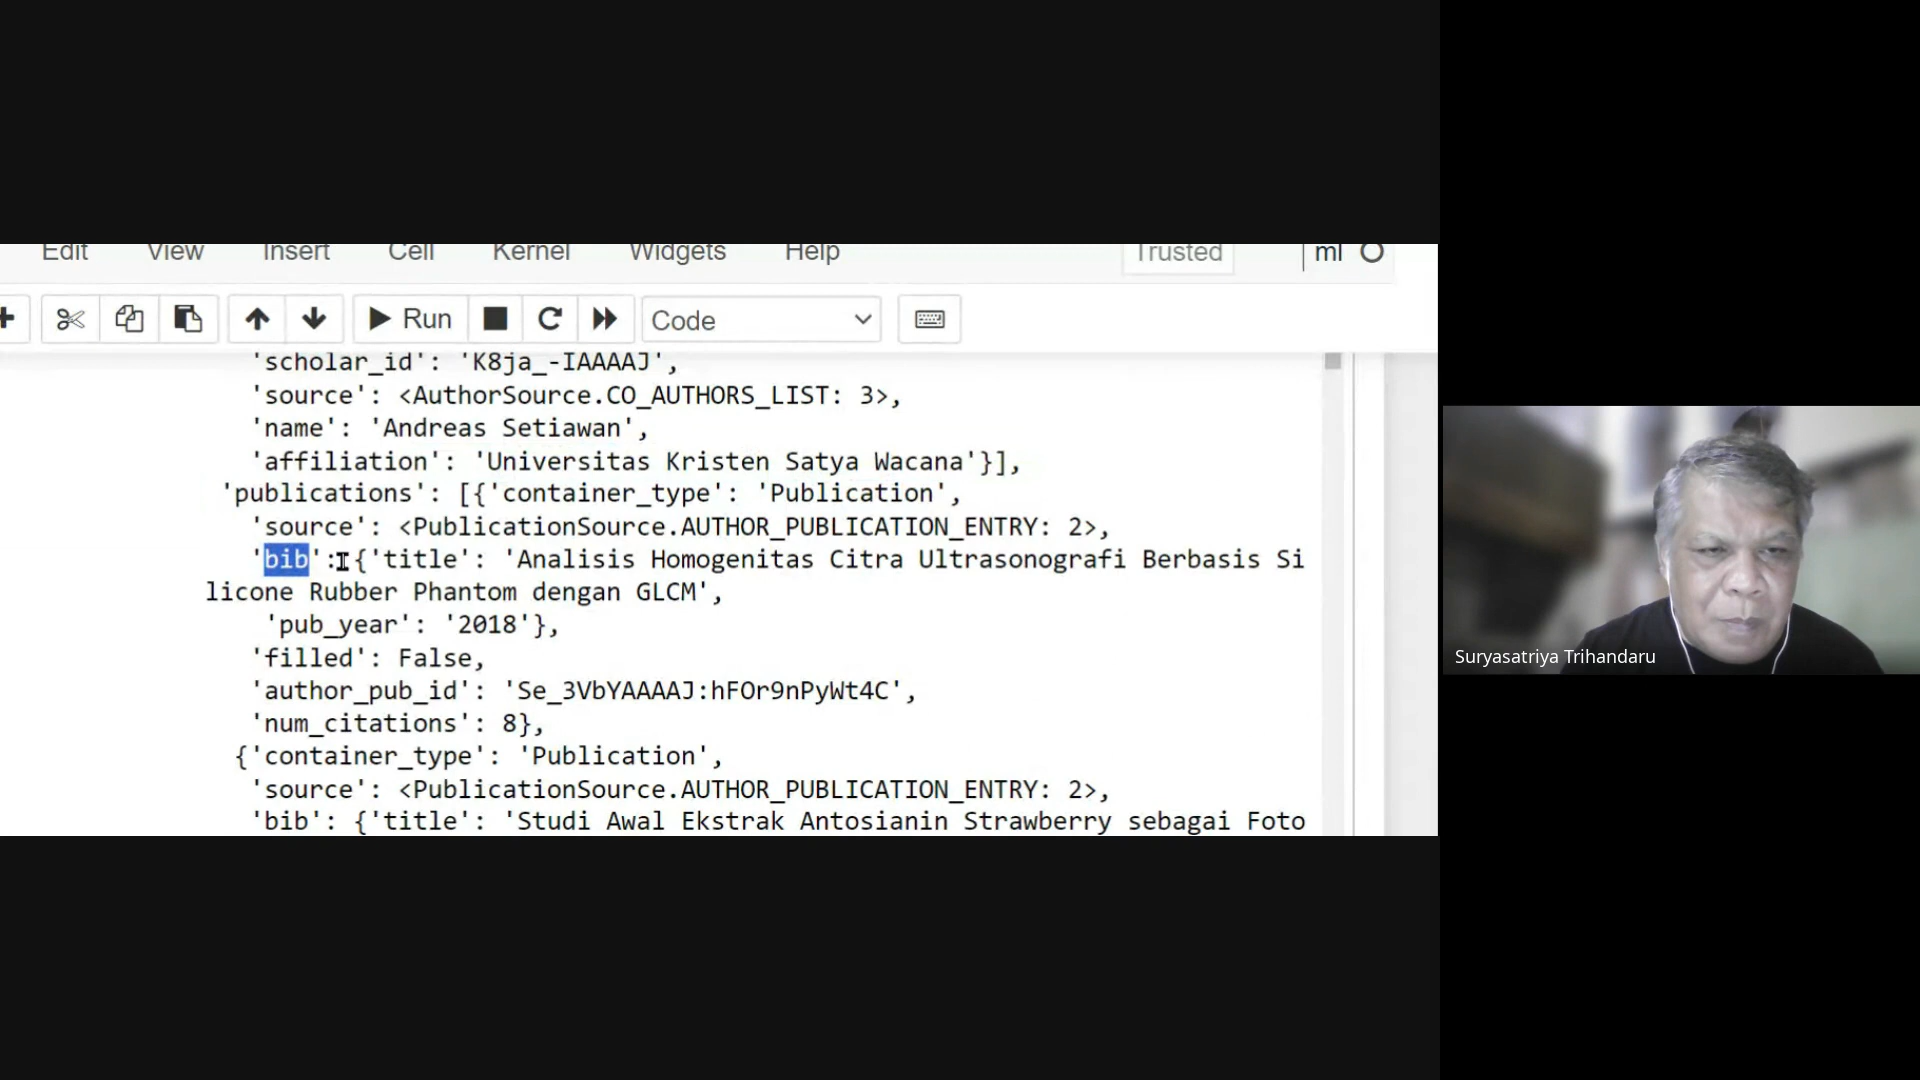 Edit View Insert Cell Kernel Widgets Help Trusted ml
Run Code
'scholar_id': 'K8ja_-IAAAAJ',
'source': <AuthorSource.CO_AUTHORS_LIST: 3>,
'name': 'Andreas Setiawan',
'affiliation': 'Universitas Kristen Satya Wacana'}],
'publications': [{'container_type': 'Publication',
'source': <PublicationSource.AUTHOR_PUBLICATION_ENTRY: 2>,
'bib': {'title': 'Analisis Homogenitas Citra Ultrasonografi Berbasis Si
licone Rubber Phantom dengan GLCM',
'pub_year': '2018'},
'filled': False,
'author_pub_id': 'Se_3VbYAAAAJ:hFOr9nPyWt4C',
'num_citations': 8},
{'container_type': 'Publication',
'source': <PublicationSource.AUTHOR_PUBLICATION_ENTRY: 2>,
'bib': {'title': 'Studi Awal Ekstrak Antosianin Strawberry sebagai Foto
Suryasatriya Trihandaru